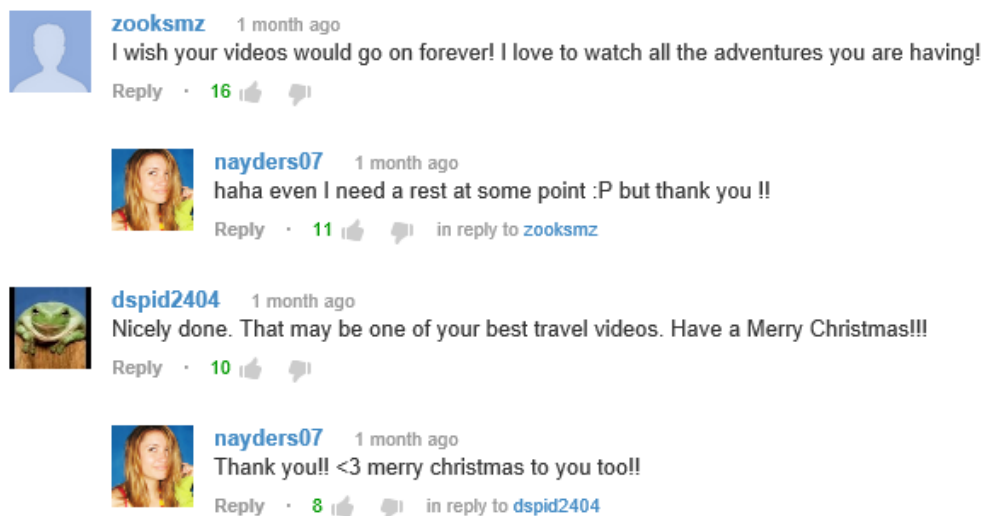 zooksmz 1 month ago
I wish your videos would go on forever! I love to watch all the adventures you are having!
Reply · 16
nayders07 1 month ago
haha even I need a rest at some point :P but thank you !!
Reply · 11 in reply to zooksmz
dspid2404 1 month ago
Nicely done. That may be one of your best travel videos. Have a Merry Christmas!!!
Reply · 10
nayders07 1 month ago
Thank you!! <3 merry christmas to you too!!
Reply · 8 in reply to dspid2404